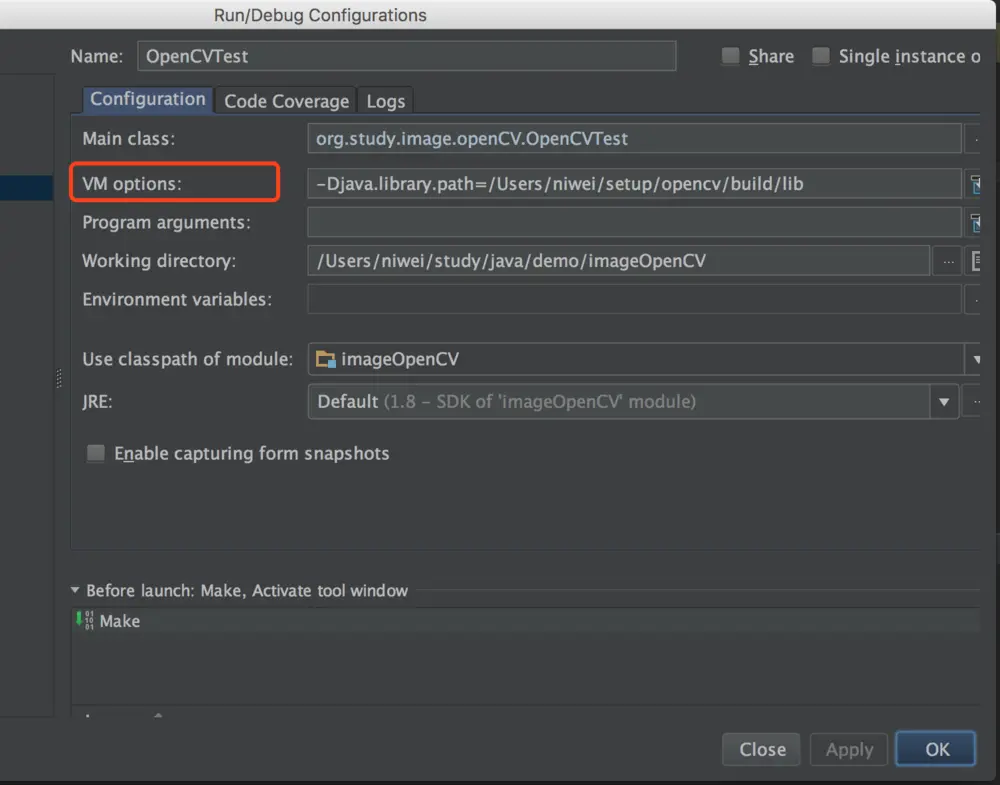 Run/Debug Configurations
Name: OpenCVTest Share Single instance o
Configuration Code Coverage Logs
Main class: org.study.image.openCV.OpenCVTest
VM options: -Djava.library.path=/Users/niwei/setup/opencv/build/lib
Program arguments:
Working directory: /Users/niwei/study/java/demo/imageOpenCV ...
Environment variables:
Use classpath of module: imageOpenCV
JRE: Default (1.8 – SDK of 'imageOpenCV' module)
Enable capturing form snapshots
Before launch: Make, Activate tool window
Make
Close Apply OK